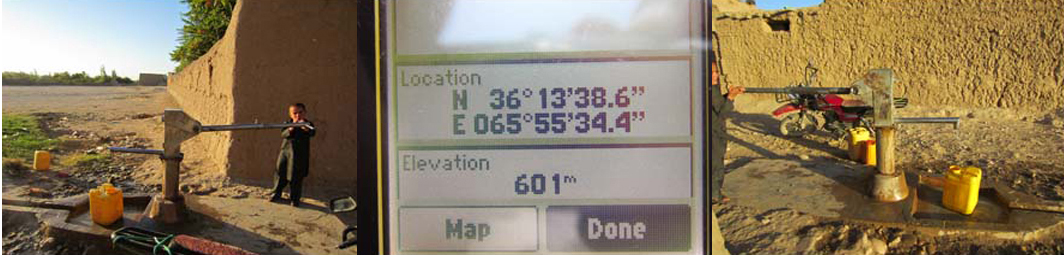 Location
N 36°13'38.6"
E 065°55'34.4"
Elevation
601m
Map Done